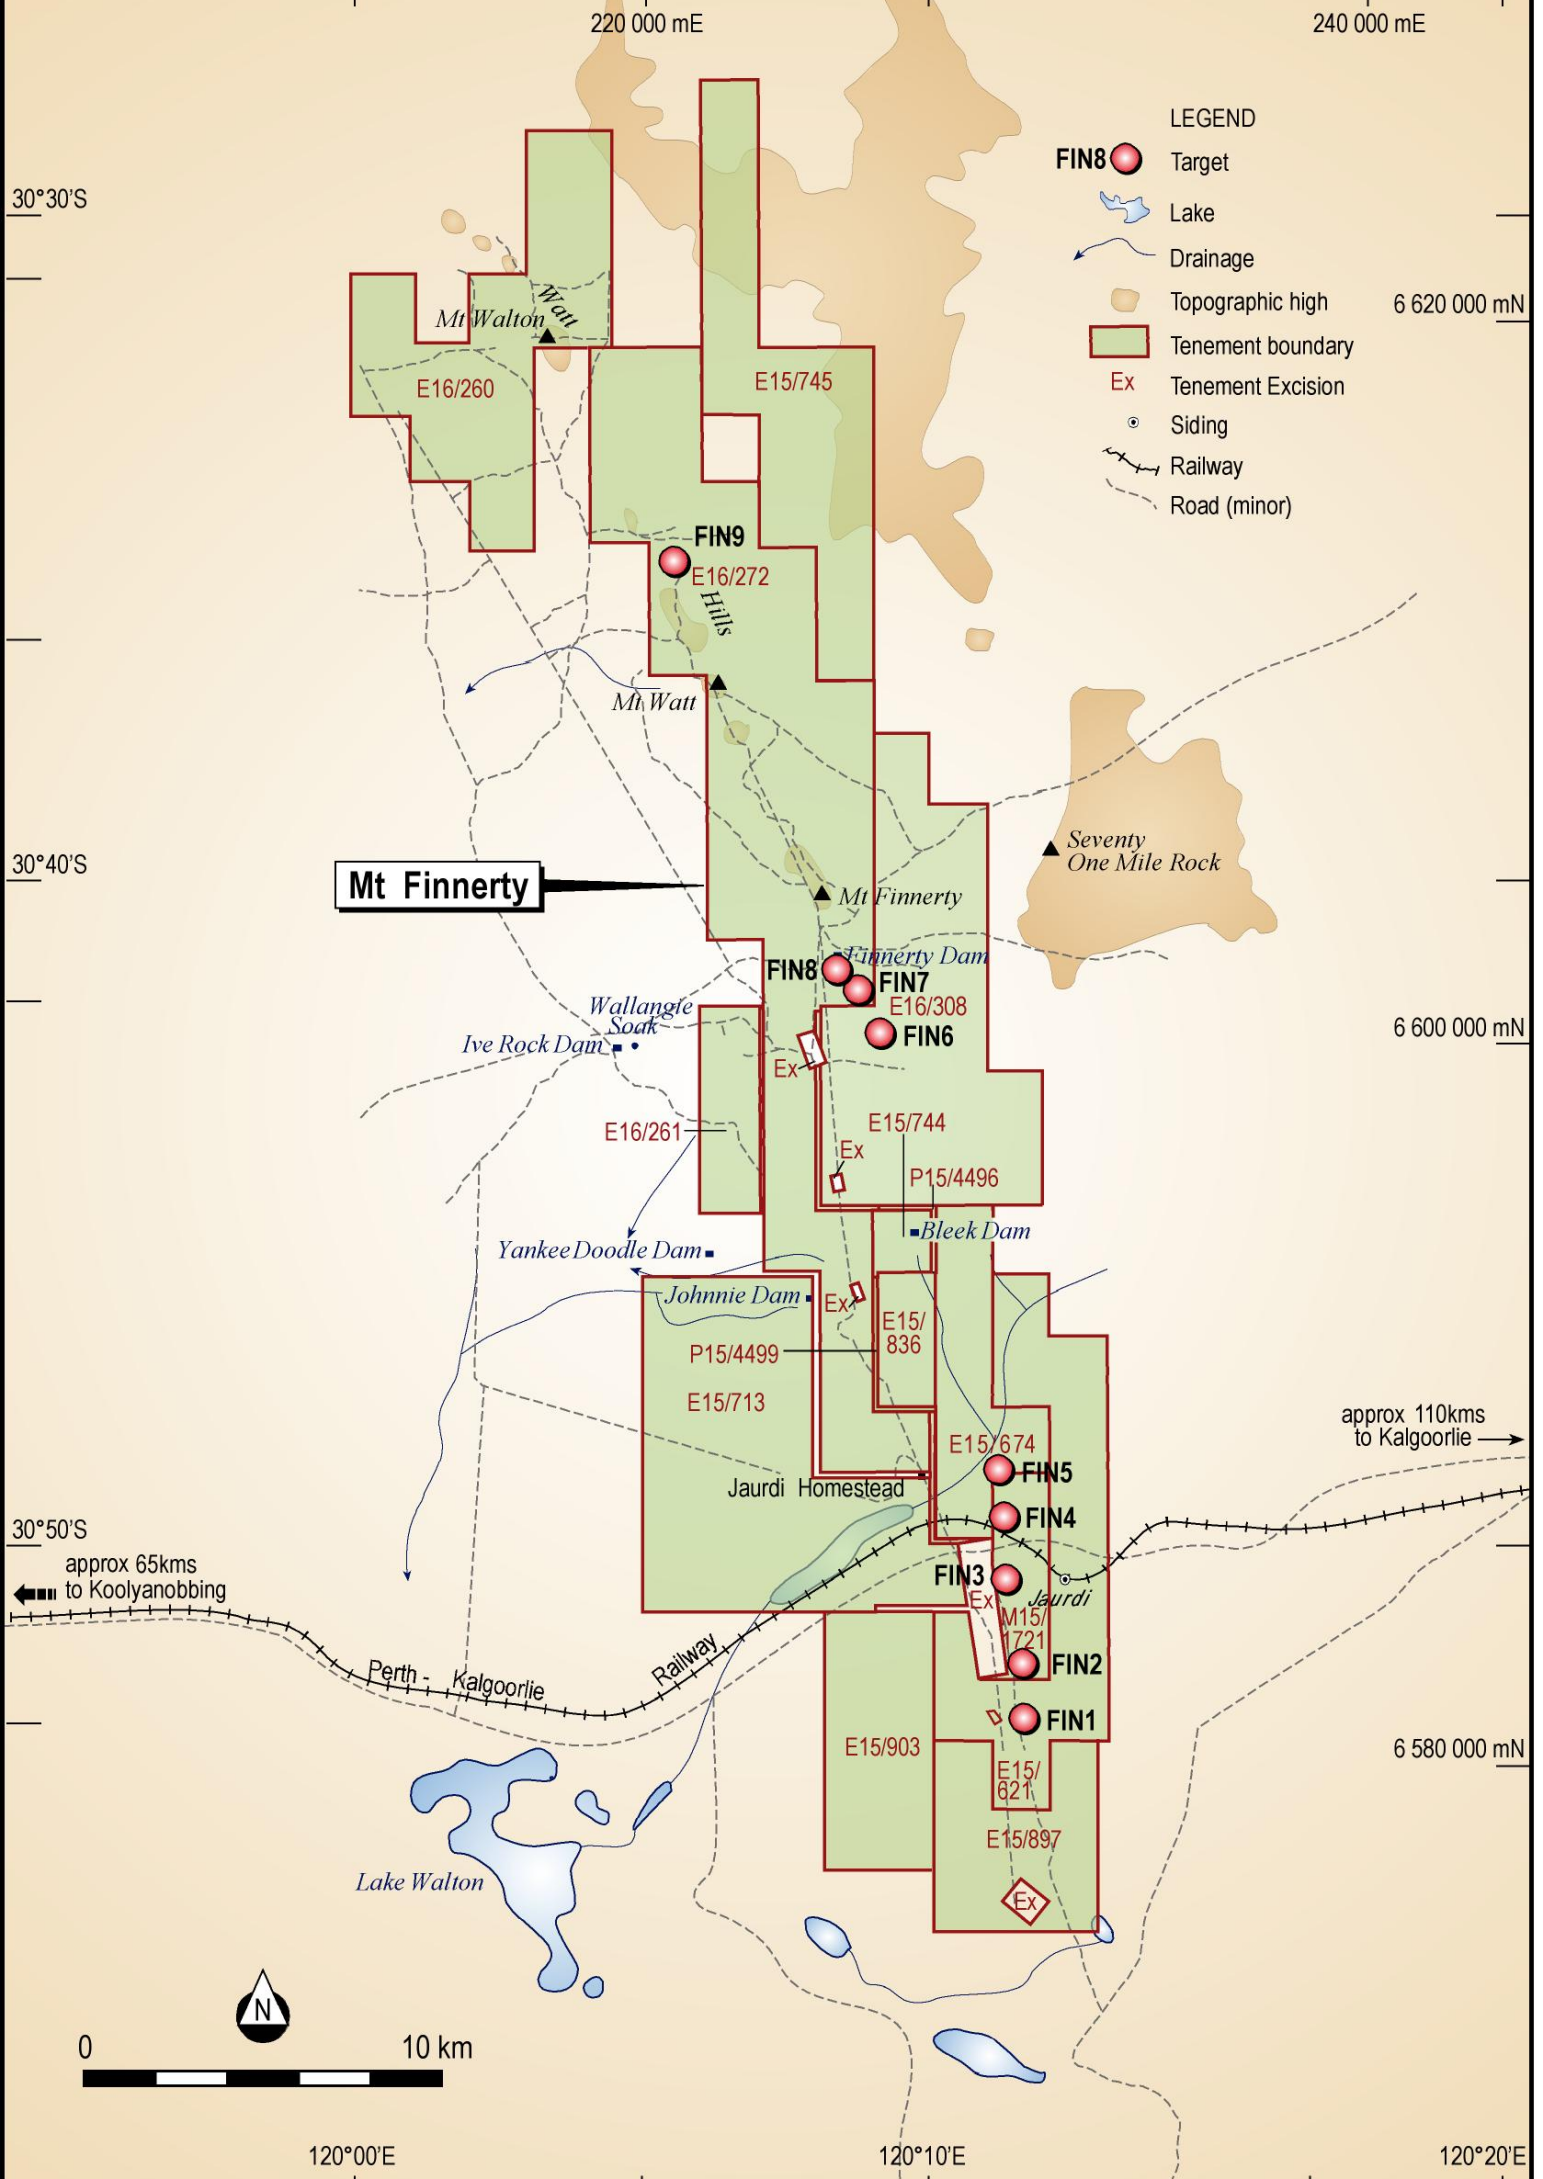 220 000 mE
240 000 mE
LEGEND
FIN8
Target
30°30'S
Lake
Drainage
Topographic high
6 620 000 mN
Watt
Mt Walton
Tenement boundary
E16/260
E15/745
Ex
Tenement Excision
Siding
Railway
Road (minor)
FIN9
E16/272
Hills
Mt Watt
Seventy
One Mile Rock
30°40'S
Mt Finnerty
Mt Finnerty
Finnerty Dam
FIN8
FIN7
E16/308
Wallangie
Soak
FIN6
6 600 000 mN
Ive Rock Dam
Ex
E15/744
E16/261
Ex
P15/4496
Bleek Dam
Yankee Doodle Dam
Johnnie Dam
Ex
E15/
836
P15/4499
E15/713
approx 110kms
to Kalgoorlie
E15/674
FIN5
Jaurdi Homestead
FIN4
30°50'S
approx 65kms
to Koolyanobbing
FIN3
Ex
Jaurdi
M15/
1721
Perth - Kalgoorlie Railway
FIN2
FIN1
E15/903
6 580 000 mN
E15/
621
E15/897
Lake Walton
Ex
N
0
10 km
120°00'E
120°10'E
120°20'E